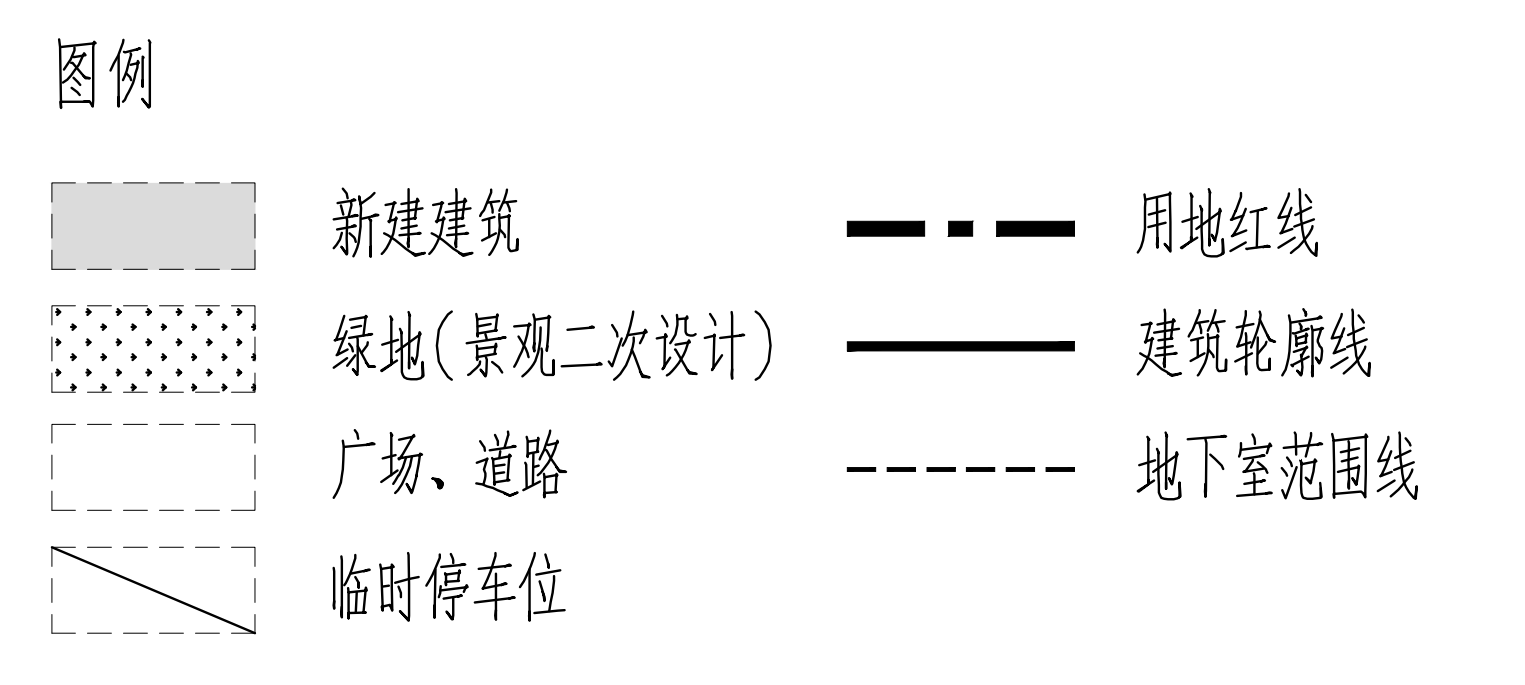 图例
新建建筑
绿地(景观二次设计)
广场、道路
临时停车位
用地红线
建筑轮廓线
地下室范围线